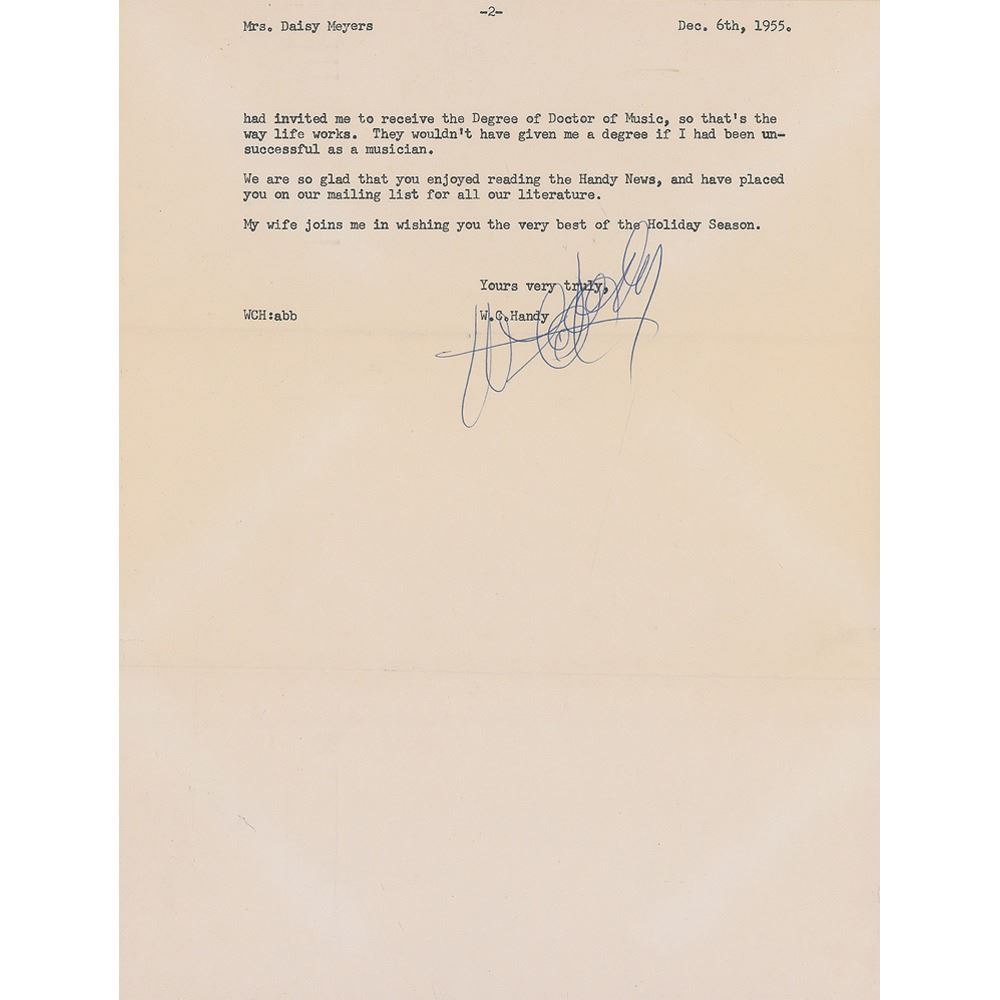 -2-
Mrs. Daisy Meyers Dec. 6th, 1955.
had invited me to receive the Degree of Doctor of Music, so that's the
way life works. They wouldn't have given me a degree if I had been un-
successful as a musician.
We are so glad that you enjoyed reading the Handy News, and have placed
you on our mailing list for all our literature.
My wife joins me in wishing you the very best of the Holiday Season.
Yours very truly,
WCH:abb W.C.Handy
WC Handy